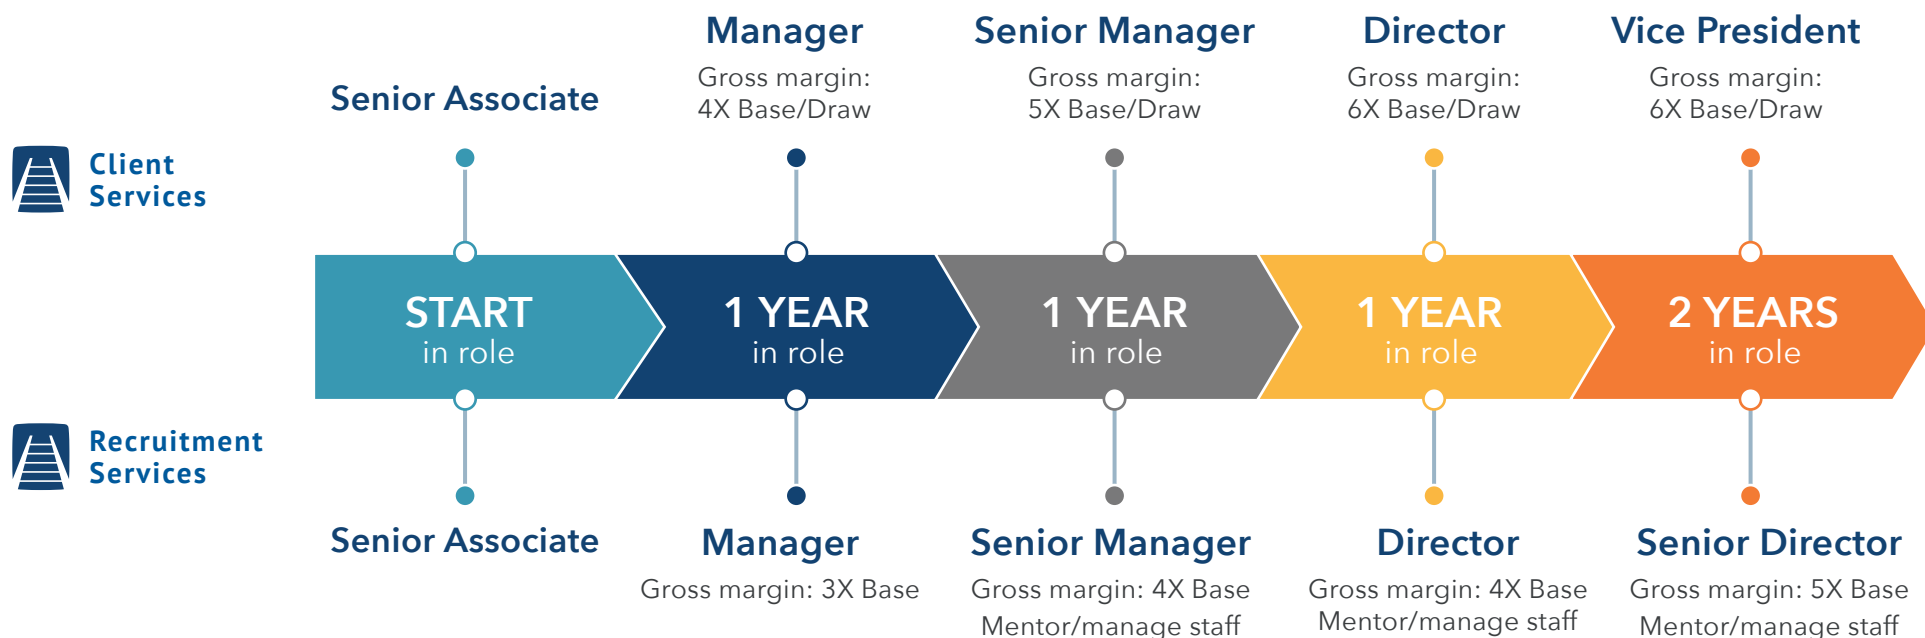 Manager
Senior Manager
Director
Vice President
Senior Associate
Gross margin:
4X Base/Draw
Gross margin:
5X Base/Draw
Gross margin:
6X Base/Draw
Gross margin:
6X Base/Draw
Client
Services
START
in role
1 YEAR
in role
1 YEAR
in role
1 YEAR
in role
2 YEARS
in role
Recruitment
Services
Senior Associate
Manager
Gross margin: 3X Base
Senior Manager
Gross margin: 4X Base
Mentor/manage staff
Director
Gross margin: 4X Base
Mentor/manage staff
Senior Director
Gross margin: 5X Base
Mentor/manage staff